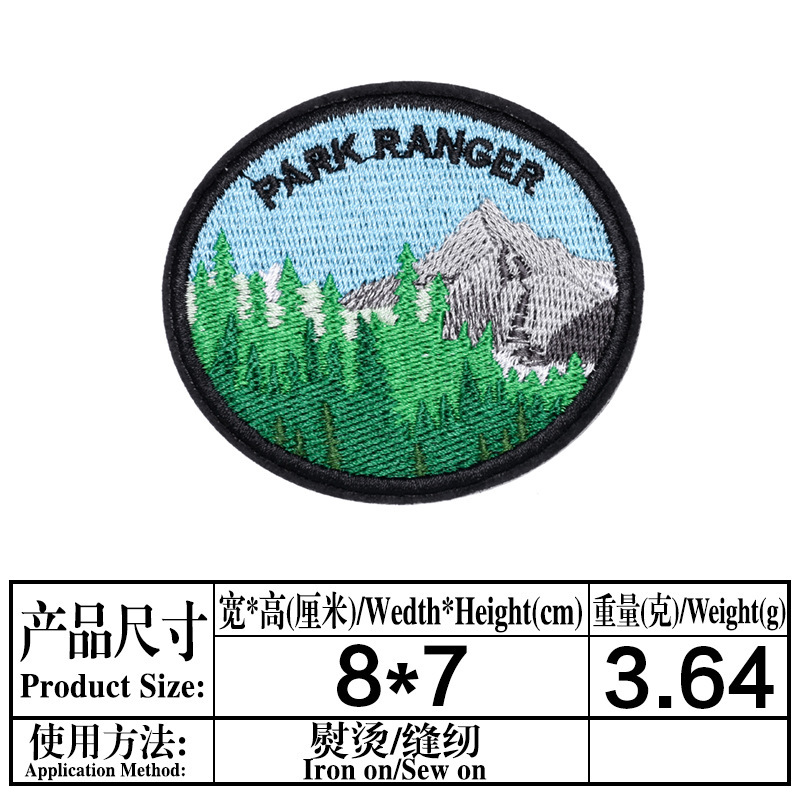 PARK RANGER
产品尺寸
Product Size:
宽*高(厘米)/Wedth*Height(cm)
重量(克)/Weight(g)
8*7
3.64
使用方法:
Application Method:
熨烫/缝纫
Iron on/Sew on